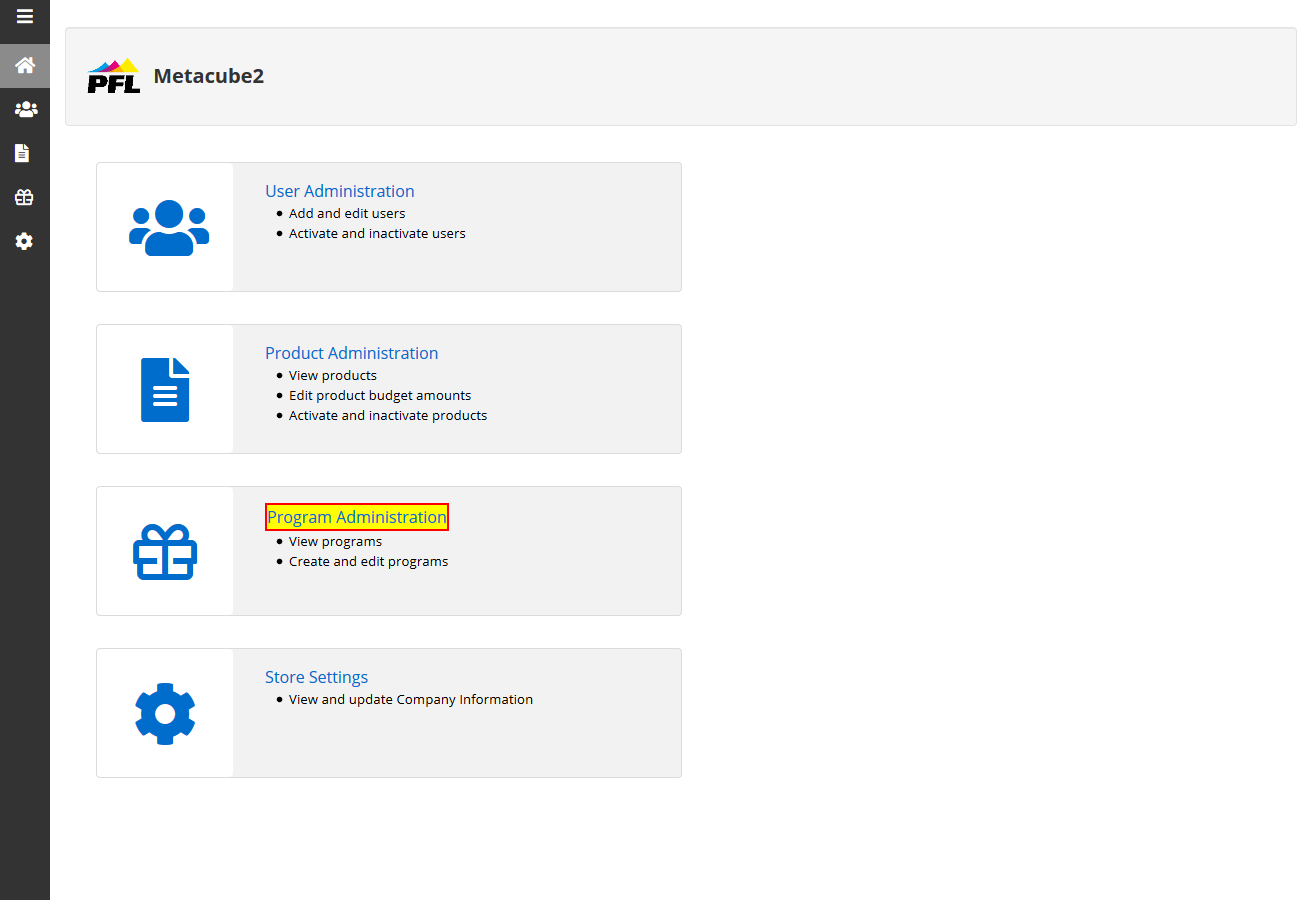 PFL Metacube2
User Administration
Add and edit users
Activate and inactivate users
Product Administration
View products
Edit product budget amounts
Activate and inactivate products
Program Administration
View programs
Create and edit programs
Store Settings
View and update Company Information